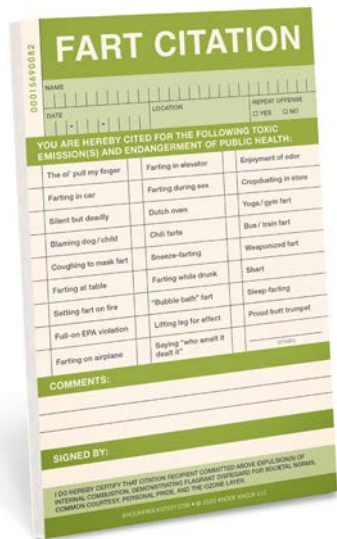 00015690082
FART CITATION
NAME
DATE
LOCATION
REPEAT OFFENSE
YES NO
YOU ARE HEREBY CITED FOR THE FOLLOWING TOXIC
EMISSION(S) AND ENDANGERMENT OF PUBLIC HEALTH:
The ol' pull my finger
Farting in car
Silent but deadly
Blaming dog / child
Coughing to mask fart
Farting at table
Setting fart on fire
Full-on EPA violation
Farting on airplane
Farting in elevator
Farting during sex
Dutch oven
Chili farts
Sneeze-farting
Farting while drunk
"Bubble bath" fart
Lifting leg for effect
Saying "who smelt it
dealt it"
Enjoyment of odor
Cropdusting in store
Yoga / gym fart
Bus / train fart
Weaponized fart
Shart
Sleep-farting
Proud butt trumpet
(OTHER)
COMMENTS:
SIGNED BY:
I DO HEREBY CERTIFY THAT CITATION RECIPIENT COMMITTED ABOVE EXPULSION(S) OF
INTERNAL COMBUSTION, DEMONSTRATING FLAGRANT DISREGARD FOR SOCIETAL NORMS,
COMMON COURTESY, PERSONAL PRIDE, AND THE OZONE LAYER.
KNOCKKNOCKSTUFF.COM • © KNOCK KNOCK LLC